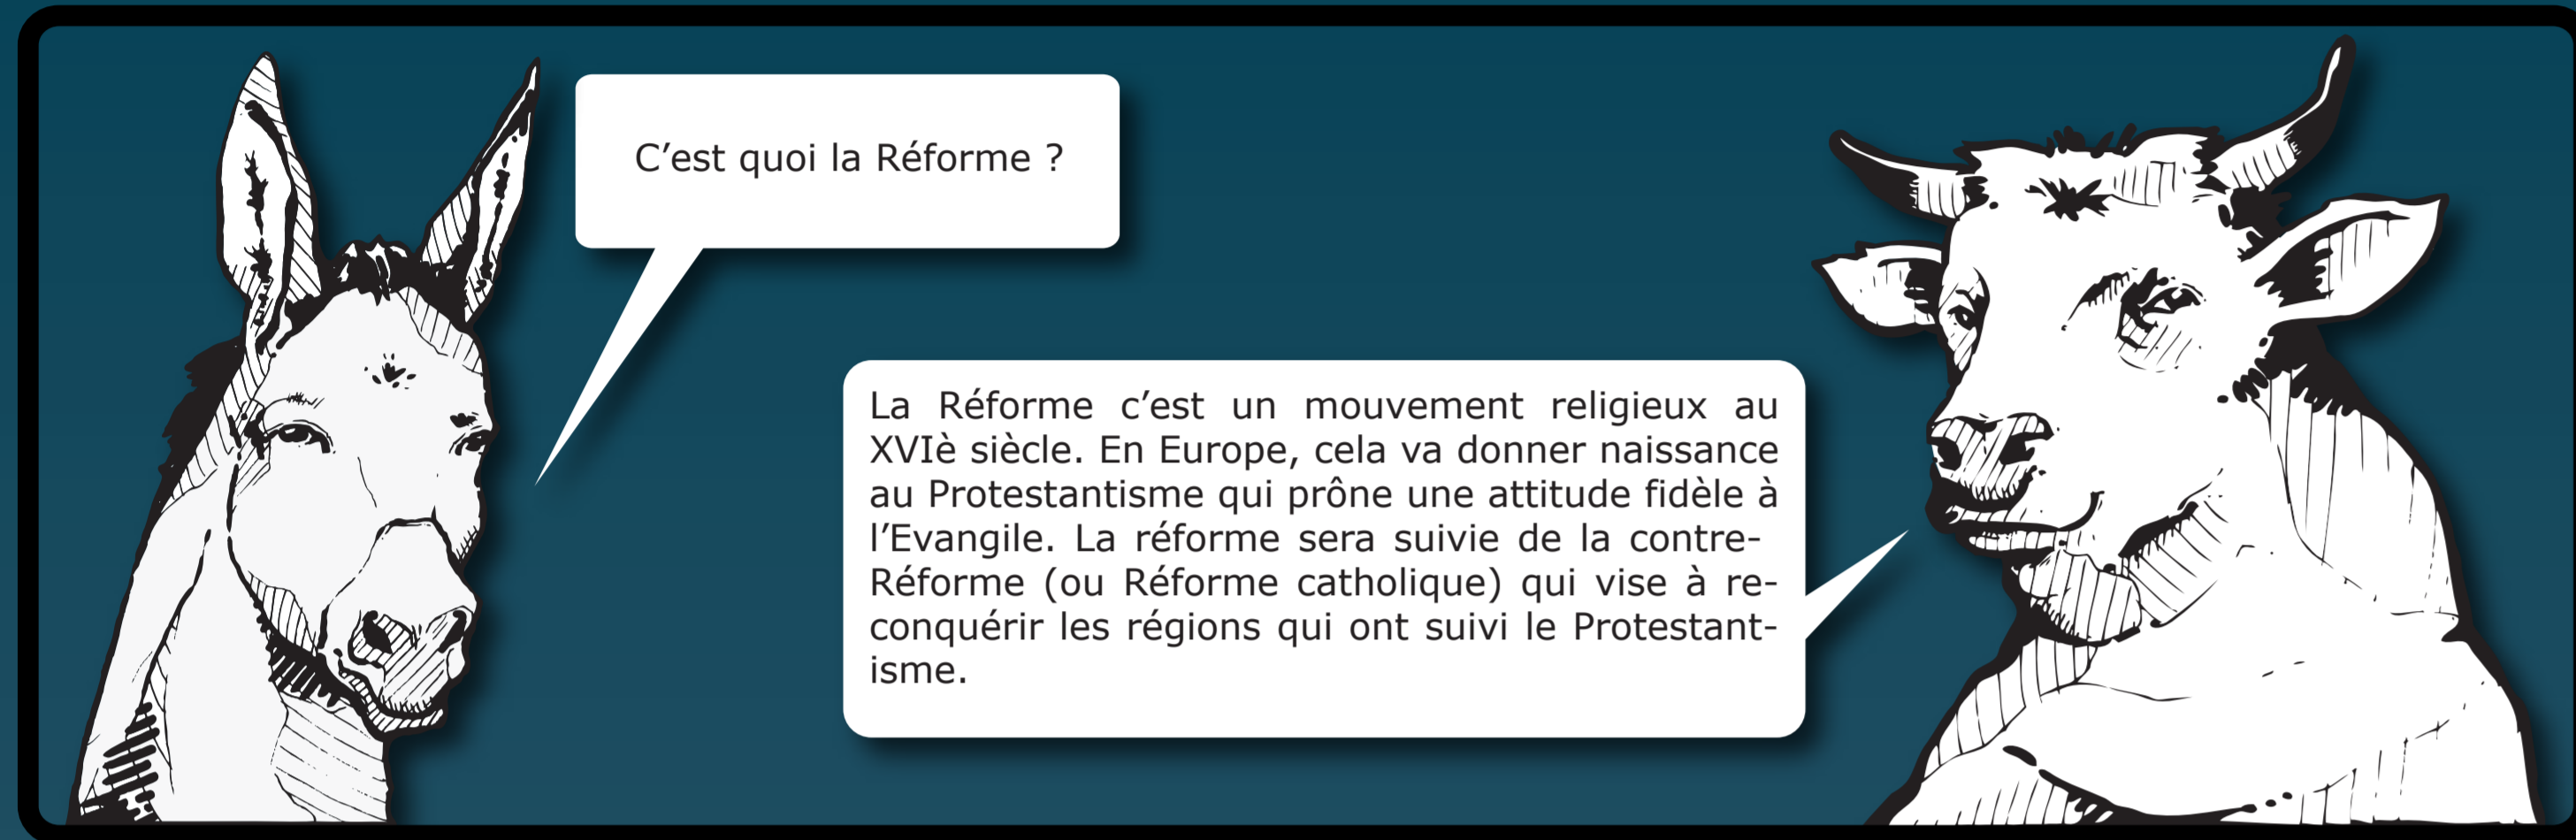 C’est quoi la Réforme ?
La Réforme c’est un mouvement religieux au
XVIè siècle. En Europe, cela va donner naissance
au Protestantisme qui prône une attitude fidèle à
l’Evangile. La réforme sera suivie de la contre-
Réforme (ou Réforme catholique) qui vise à re-
conquérir les régions qui ont suivi le Protestant-
isme.